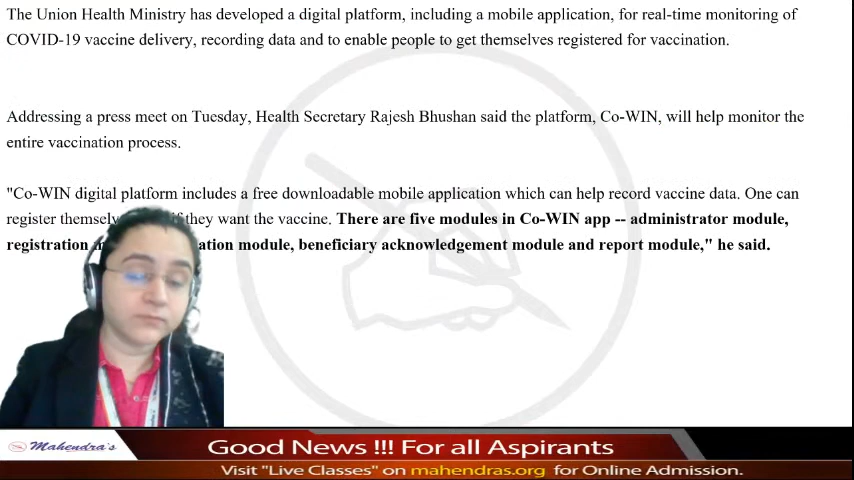 The Union Health Ministry has developed a digital platform, including a mobile application, for real-time monitoring of
COVID-19 vaccine delivery, recording data and to enable people to get themselves registered for vaccination.
Addressing a press meet on Tuesday, Health Secretary Rajesh Bhushan said the platform, Co-WIN, will help monitor the
entire vaccination process.
"Co-WIN digital platform includes a free downloadable mobile application which can help record vaccine data. One can
register they want the vaccine. There are five modules in Co-WIN app -- administrator module,
registration module, beneficiary acknowledgement module and report module," he said.
Mahendra's
Good News !!! For all Aspirants
Visit "Live Classes" on mahendras.org for Online Admission.